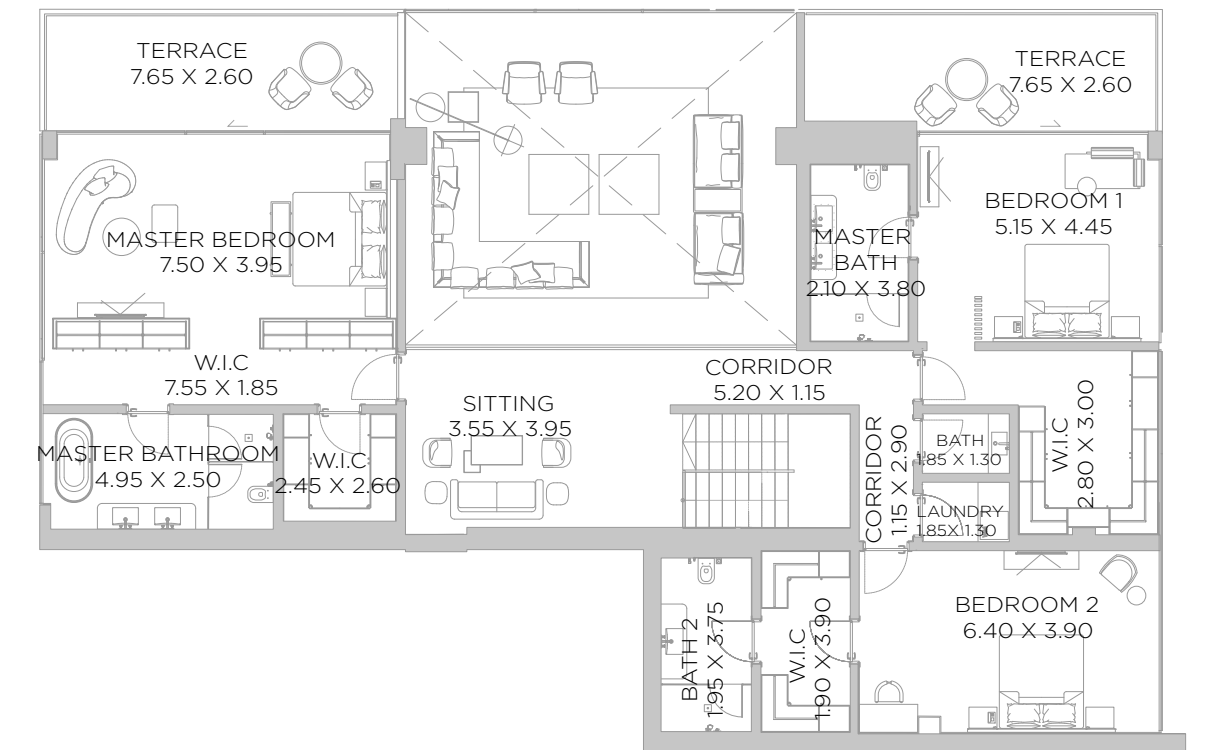 TERRACE
7.65 X 2.60
TERRACE
7.65 X 2.60
MASTER BEDROOM
7.50 X 3.95
MASTER
BATH
2.10 X 3.80
BEDROOM 1
5.15 X 4.45
W.I.C
7.55 X 1.85
CORRIDOR
5.20 X 1.15
SITTING
3.55 X 3.95
MASTER BATHROOM
4.95 X 2.50
W.I.C
2.45 X 2.60
CORRIDOR
1.15 X 2.90
BATH
1.85 X 1.30
LAUNDRY
1.85X 1.30
W.I.C
2.80 X 3.00
BATH 2
1.95 X 3.75
W.I.C
1.90 X 3.90
BEDROOM 2
6.40 X 3.90